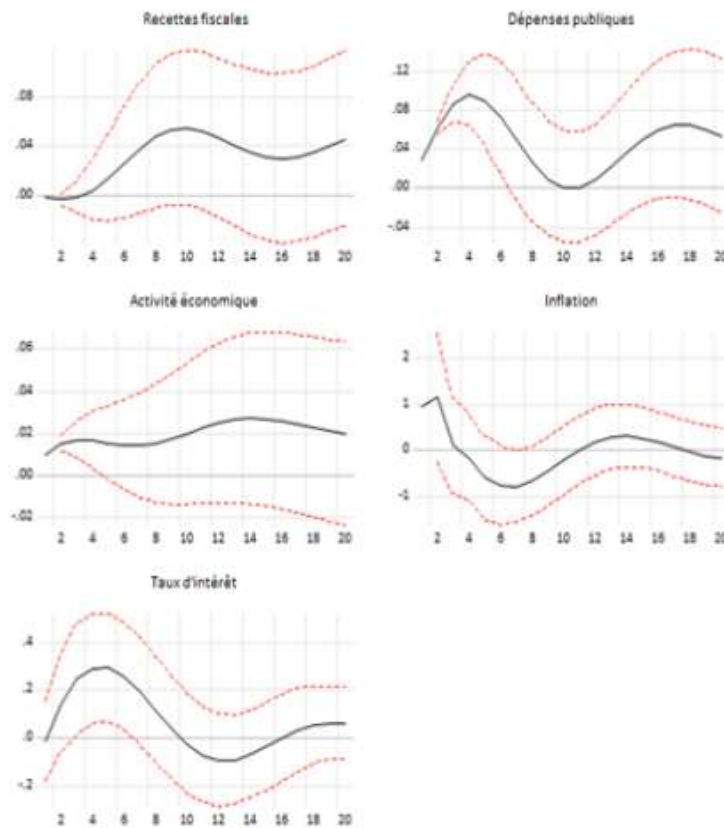 Recettes fiscales
.08
.04
.00
2 4 6 8 10 12 14 16 18 20
Dépenses publiques
.12
.08
.04
.00
-.04
2 4 6 8 10 12 14 16 18 20
Activité économique
.06
.04
.02
.00
-.02
2 4 6 8 10 12 14 16 18 20
Inflation
2
1
0
-1
2 4 6 8 10 12 14 16 18 20
Taux d'intérêt
.4
.2
.0
-.2
2 4 6 8 10 12 14 16 18 20